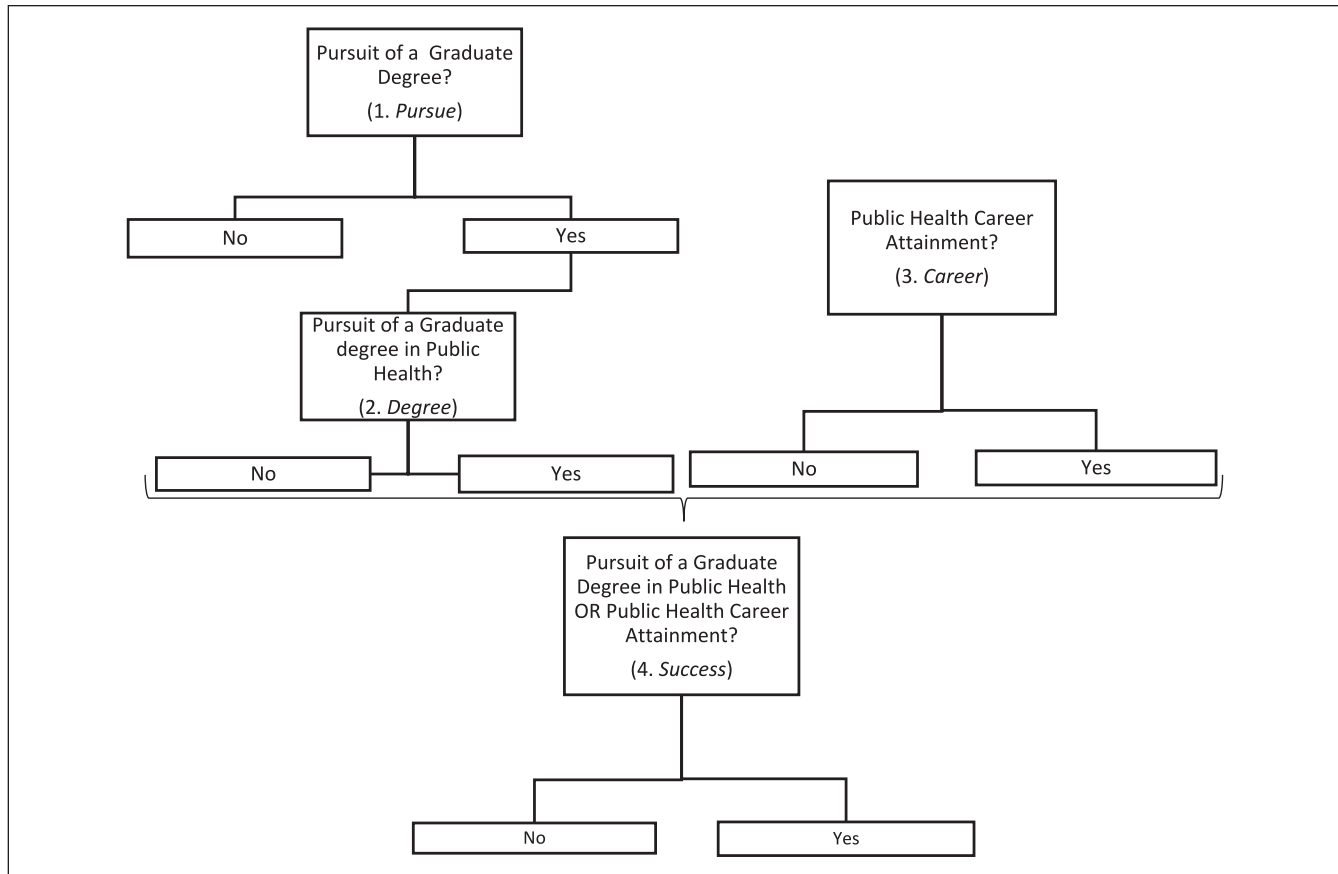 Pursuit of a  Graduate
Degree?
(1. Pursue)
No
Yes
Pursuit of a Graduate
degree in Public
Health?
(2. Degree)
No
Yes
Public Health Career
Attainment?
(3. Career)
No
Yes
Pursuit of a Graduate
Degree in Public Health
OR Public Health Career
Attainment?
(4. Success)
No
Yes